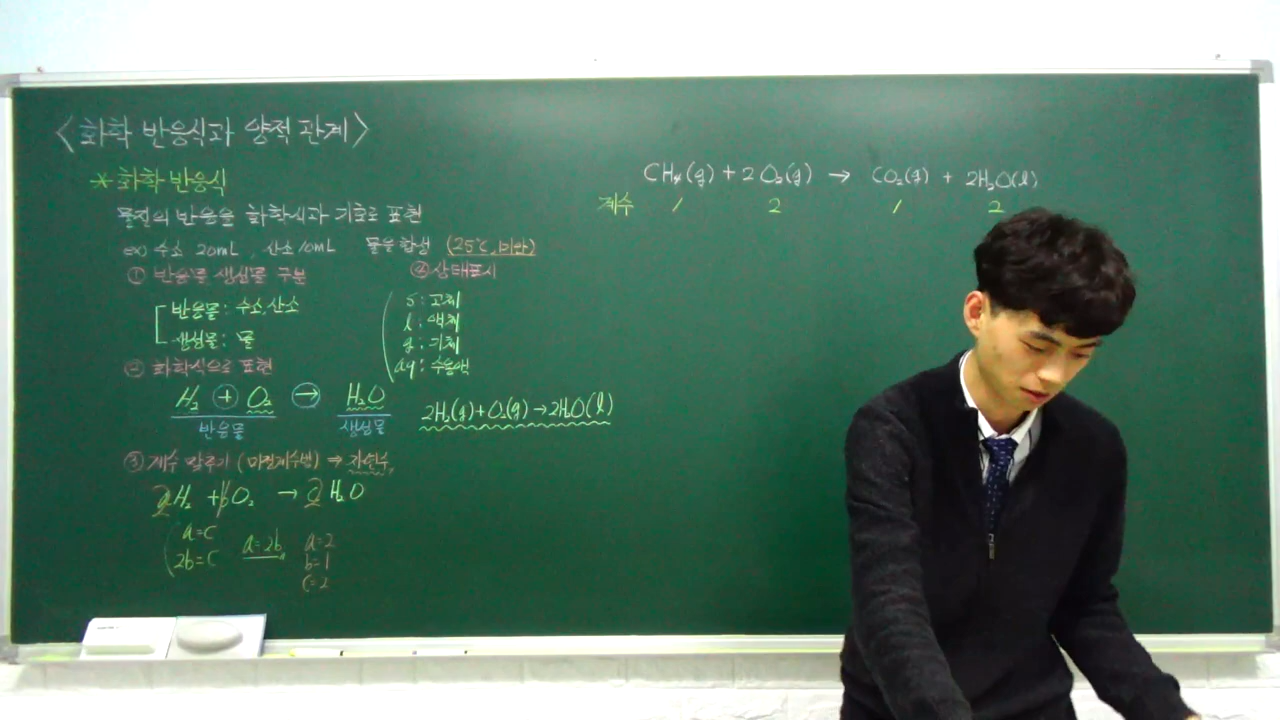 <화학 반응식과 양적 관계>
* 화학 반응식
물질의 반응을 화학식과 기호로 표현
ex) 수소 20mL, 산소 10mL 물을 합성 (25℃, 1기압)
① 반응물 생성물 구분
반응물: 수소, 산소
생성물: 물
② 화학식으로 표현
H₂ + O₂ → H₂O
반응물 생성물
③ 계수 맞추기 (미정계수법) ⇒ 자연수
aH₂ + bO₂ → cH₂O
a=c
2b=c
a=2b
a=2
b=1
c=2
④ 상태표시
s: 고체
l: 액체
g: 기체
aq: 수용액
2H₂(g)+O₂(g)→2H₂O(l)
CH₄(g) + 2O₂(g) → CO₂(g) + 2H₂O(l)
계수 1 2 1 2